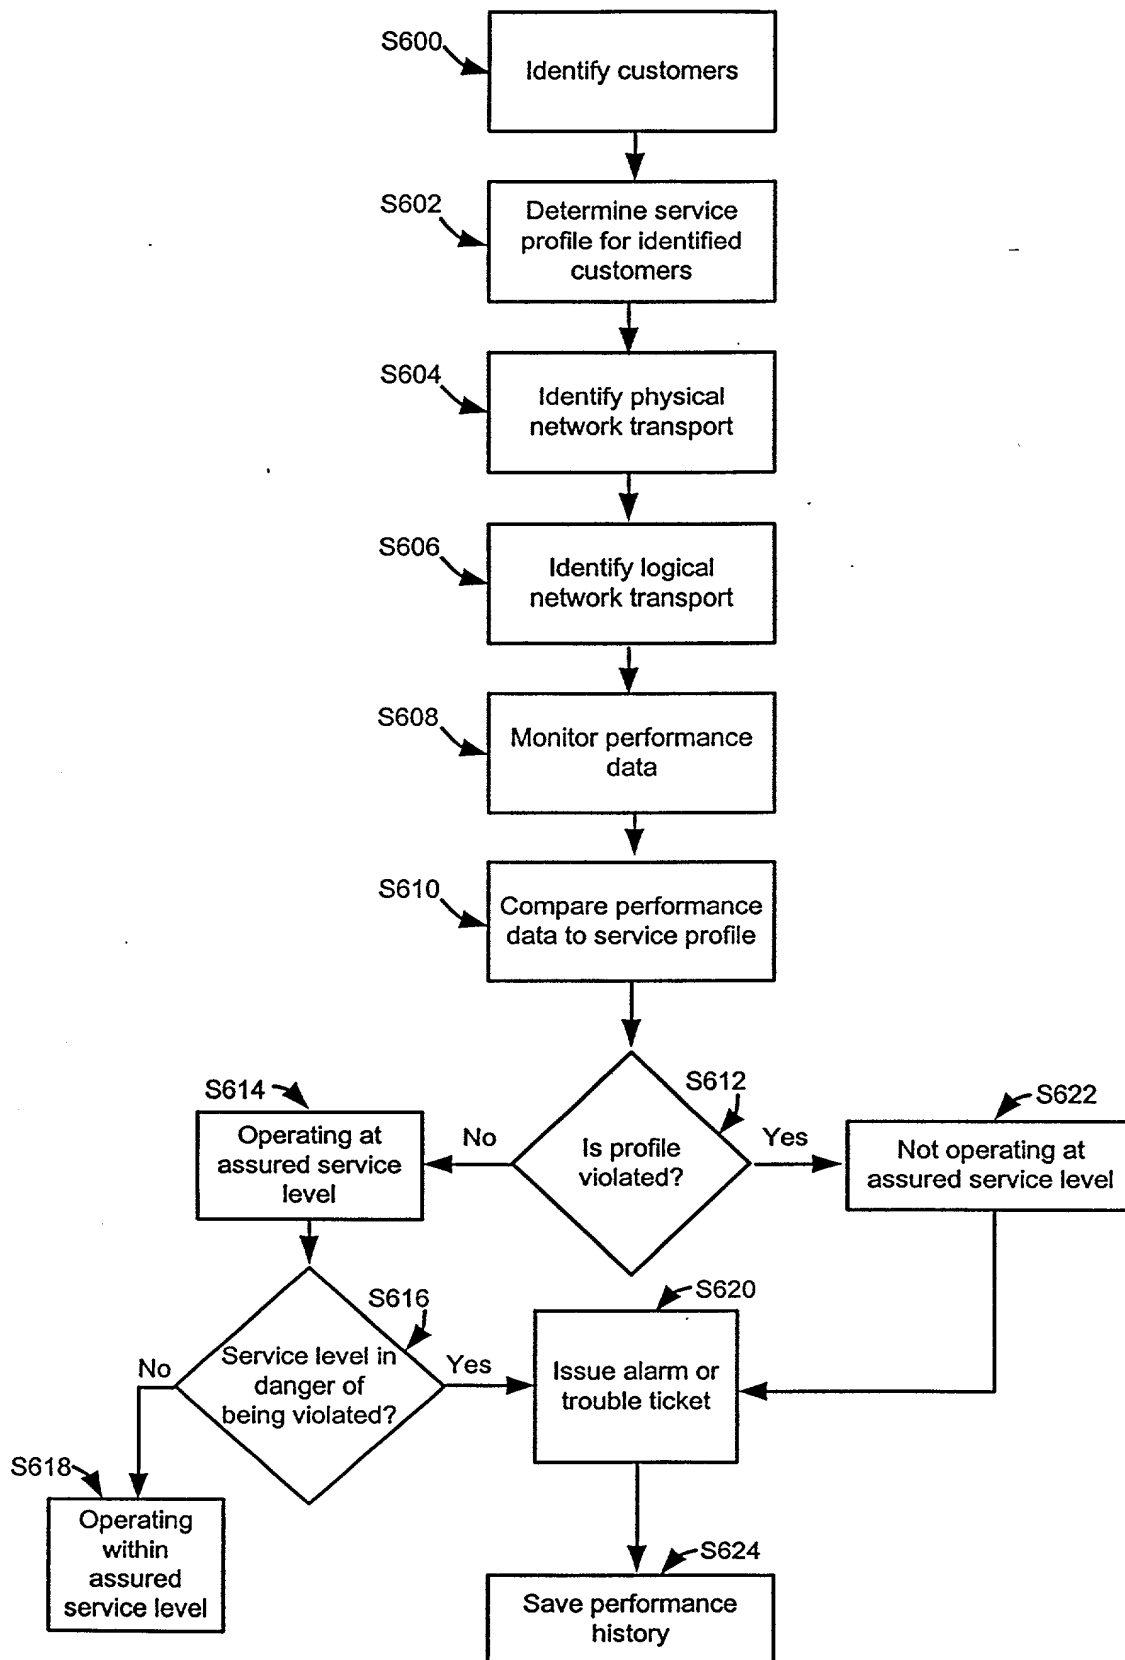 S600
Identify customers
S602
Determine service
profile for identified
customers
S604
Identify physical
network transport
S606
Identify logical
network transport
S608
Monitor performance
data
S610
Compare performance
data to service profile
S612
Is profile
violated?
No
Yes
S614
Operating at
assured service
level
S622
Not operating at
assured service level
S616
Service level in
danger of
being violated?
No
Yes
S620
Issue alarm or
trouble ticket
S618
Operating
within
assured
service level
S624
Save performance
history